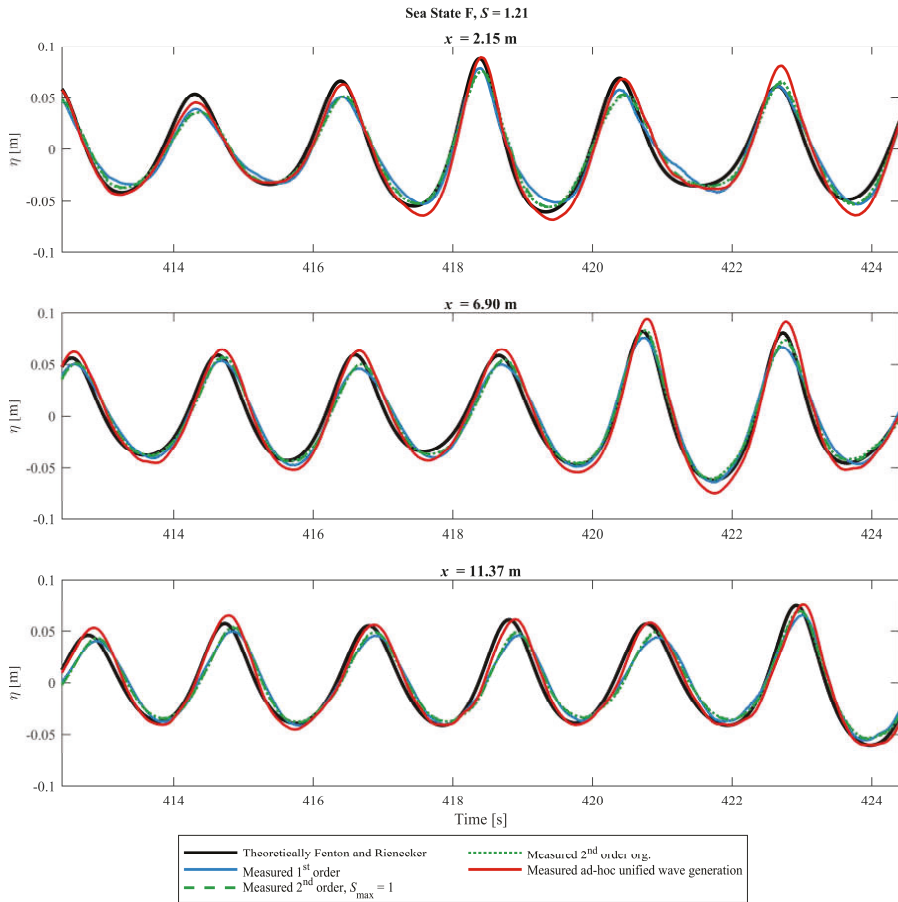 Sea State F, S = 1.21
x = 2.15 m
0.1
0.05
0
-0.05
-0.1
η [m]
414 416 418 420 422 424
x = 6.90 m
0.1
0.05
0
-0.05
-0.1
η [m]
414 416 418 420 422 424
x = 11.37 m
0.1
0.05
0
-0.05
-0.1
η [m]
414 416 418 420 422 424
Time [s]
Theoretically Fenton and Rienecker
Measured 1st order
Measured 2nd order, Smax = 1
Measured 2nd order org.
Measured ad-hoc unified wave generation